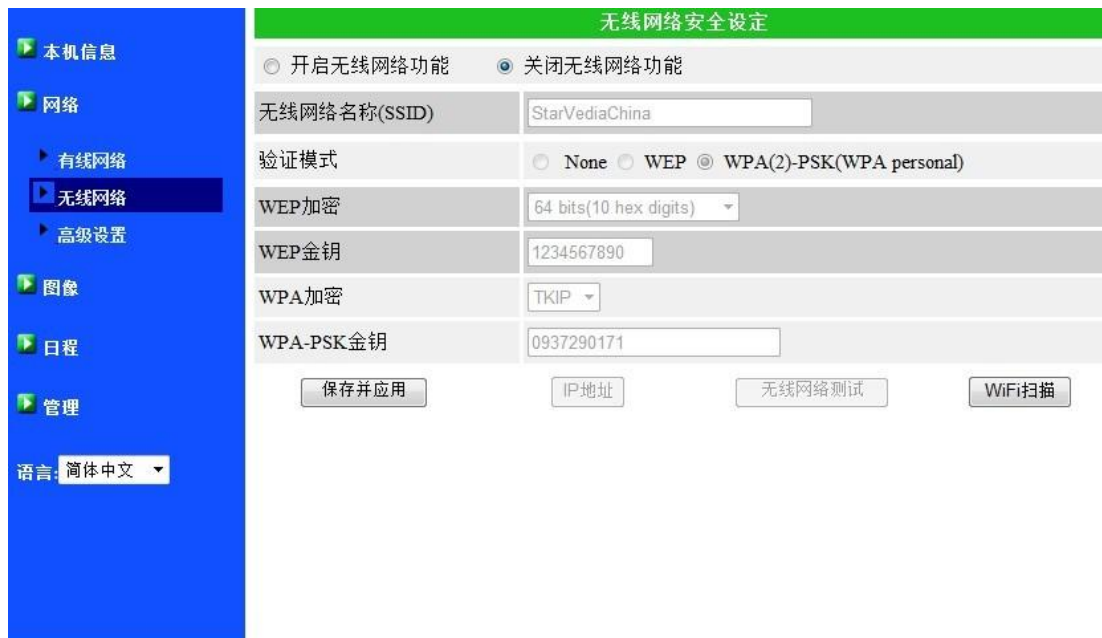 本机信息
网络
有线网络
无线网络
高级设置
图像
日程
管理
语言: 简体中文
无线网络安全设定
开启无线网络功能 关闭无线网络功能
无线网络名称(SSID) StarVediaChina
验证模式 None WEP WPA(2)-PSK(WPA personal)
WEP加密 64 bits(10 hex digits)
WEP金钥 1234567890
WPA加密 TKIP
WPA-PSK金钥 0937290171
保存并应用 IP地址 无线网络测试 WiFi扫描